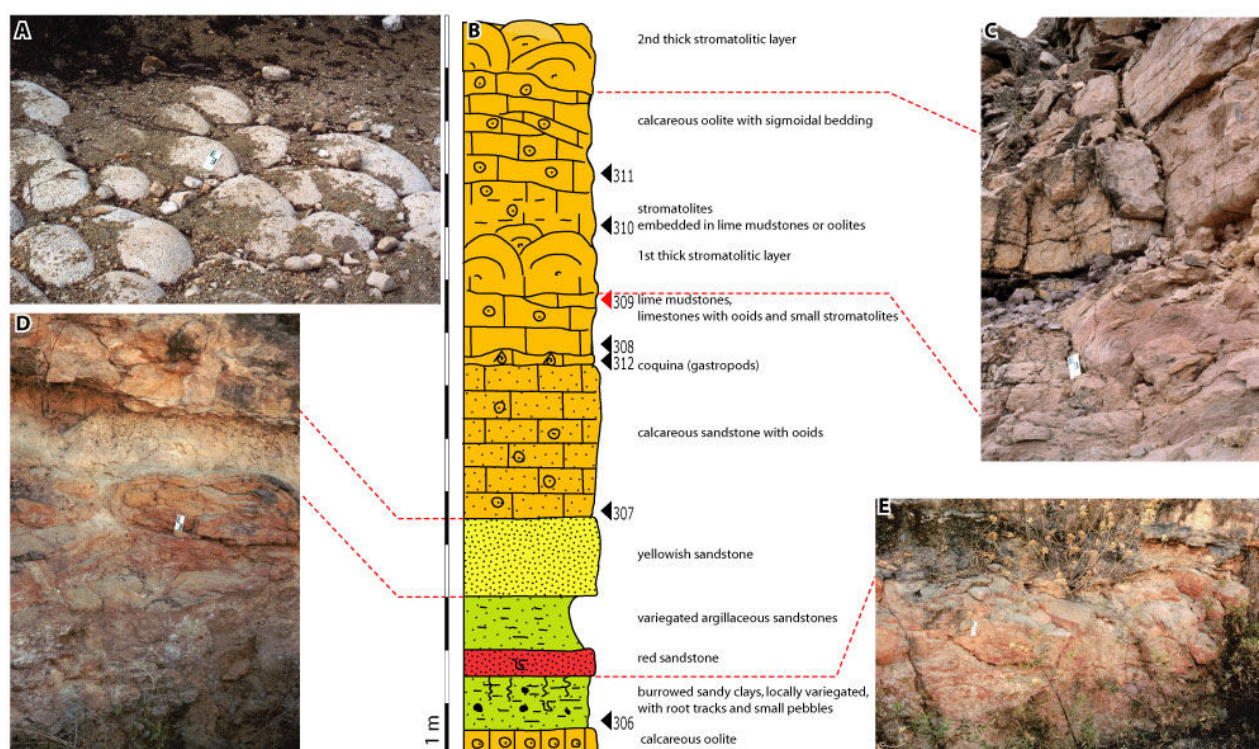 A
B
C
D
E
2nd thick stromatolitic layer
calcareous oolite with sigmoidal bedding
311
stromatolites
310 embedded in lime mudstones or oolites
1st thick stromatolitic layer
309 lime mudstones,
limestones with ooids and small stromatolites
308
312 coquina (gastropods)
calcareous sandstone with ooids
307
yellowish sandstone
variegated argillaceous sandstones
red sandstone
burrowed sandy clays, locally variegated,
with root tracks and small pebbles
306
calcareous oolite
1 m